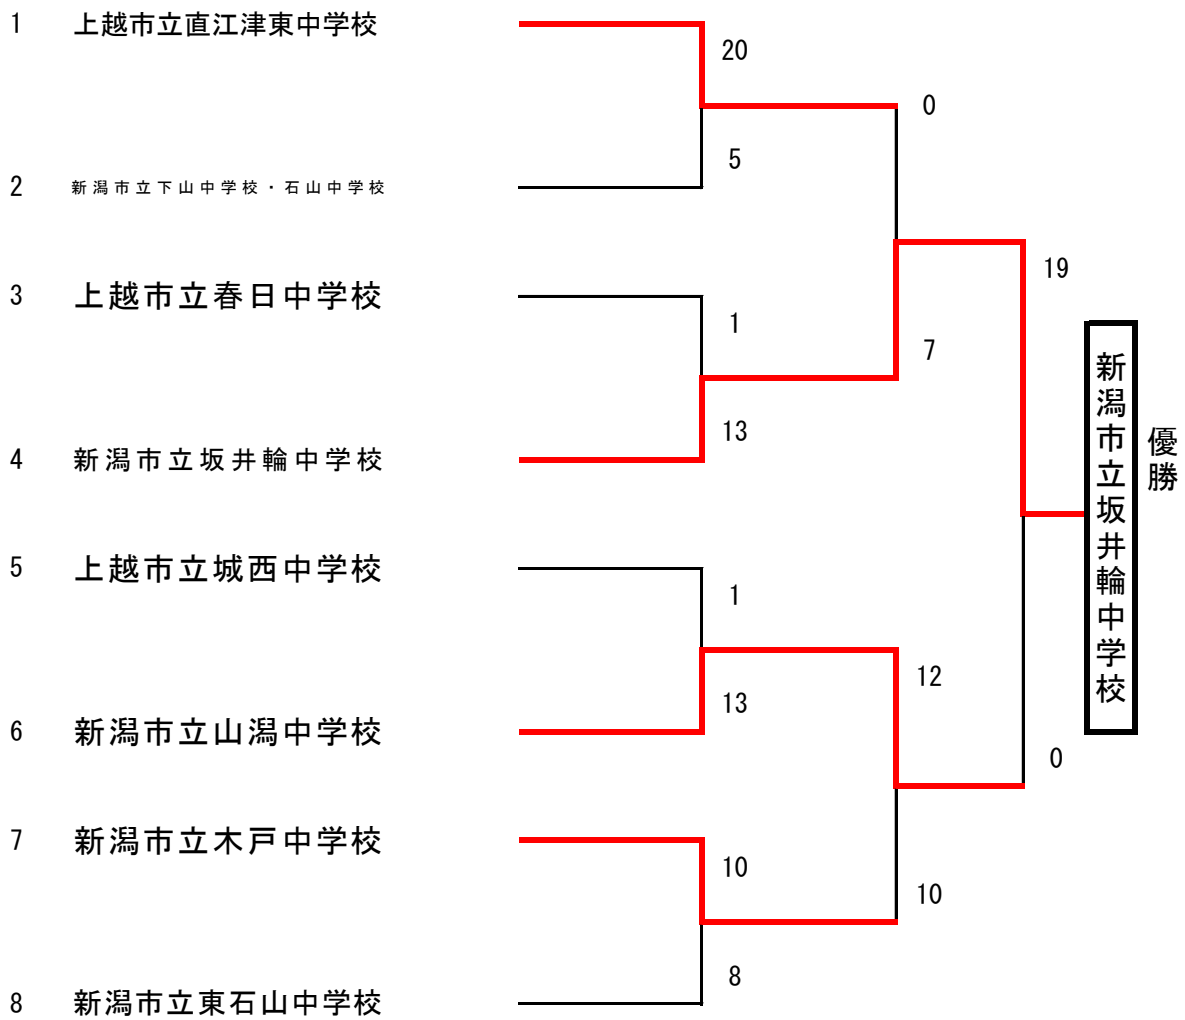 1 上越市立直江津東中学校
20
0
5
2 新潟市立下山中学校・石山中学校
19
3 上越市立春日中学校
1
7
13
4 新潟市立坂井輪中学校
新潟市立坂井輪中学校
優勝
5 上越市立城西中学校
1
12
13
6 新潟市立山潟中学校
0
7 新潟市立木戸中学校
10
10
8
8 新潟市立東石山中学校